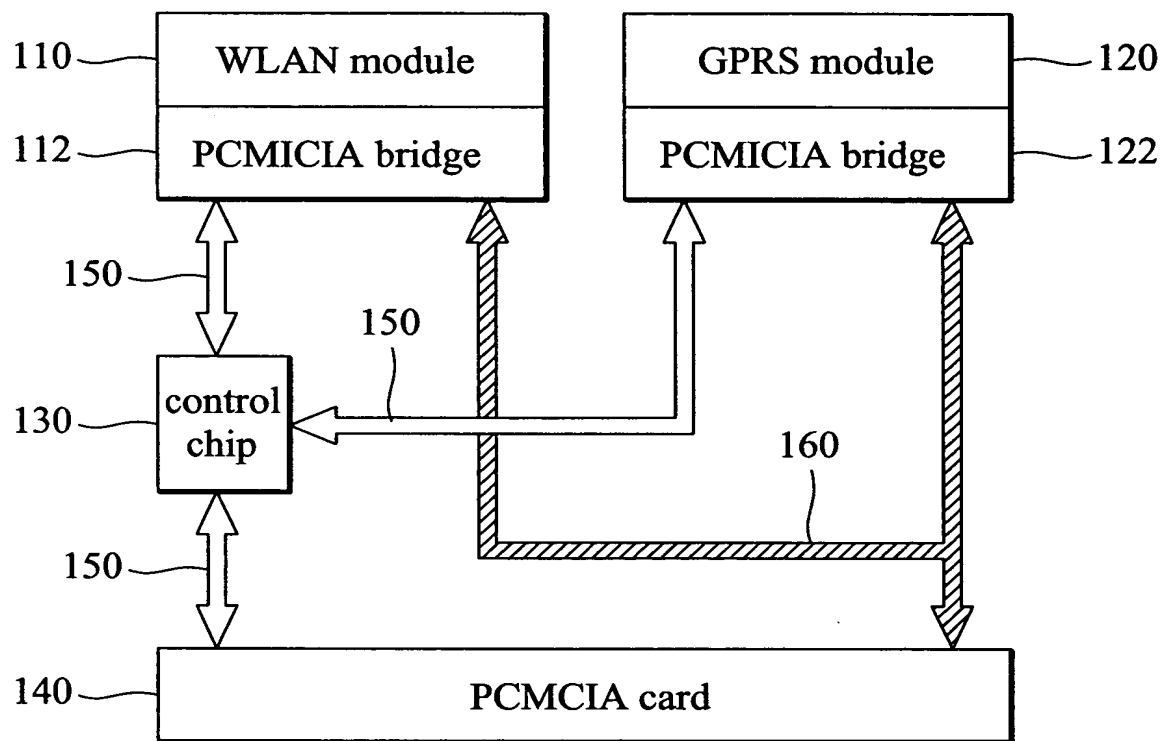 110
WLAN module
GPRS module
120
112
PCMICIA bridge
PCMICIA bridge
122
150
150
130
control
chip
160
150
140
PCMCIA card